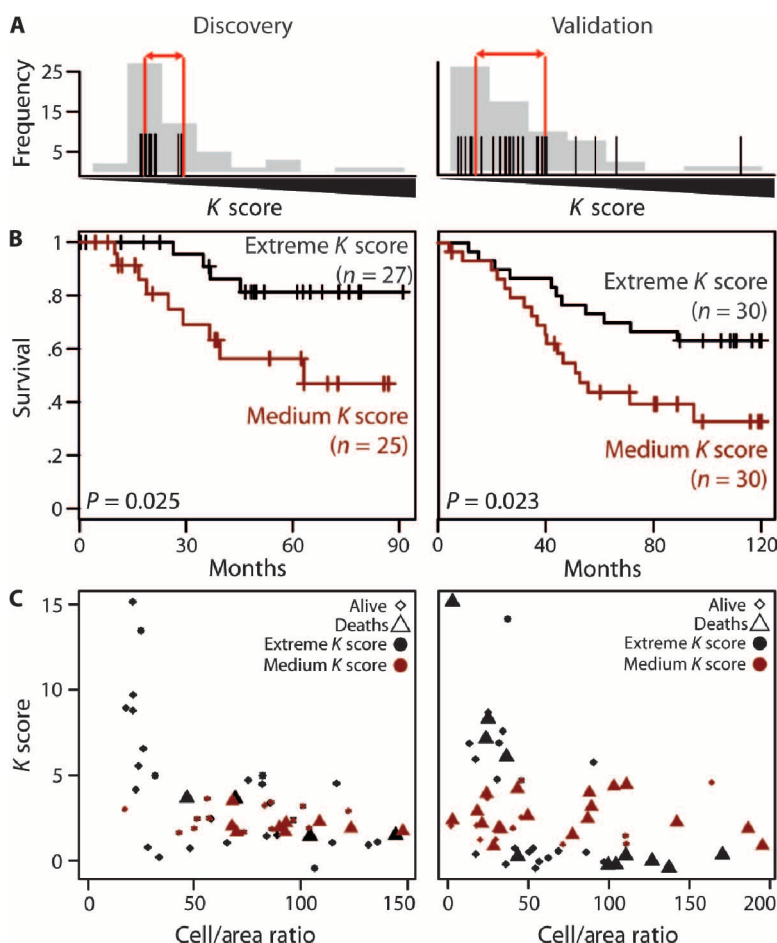 A Discovery Validation
Frequency
25
15
5
25
15
5
K score K score
B
Survival
1
.8
.6
.4
.2
0
Extreme K score
(n = 27)
Medium K score
(n = 25)
P = 0.025
0 30 60 90
Months
Extreme K score
(n = 30)
Medium K score
(n = 30)
P = 0.023
0 40 80 120
Months
C
K score
15
10
5
0
Alive
Deaths
Extreme K score
Medium K score
0 50 100 150
Cell/area ratio
Alive
Deaths
Extreme K score
Medium K score
0 50 100 150 200
Cell/area ratio